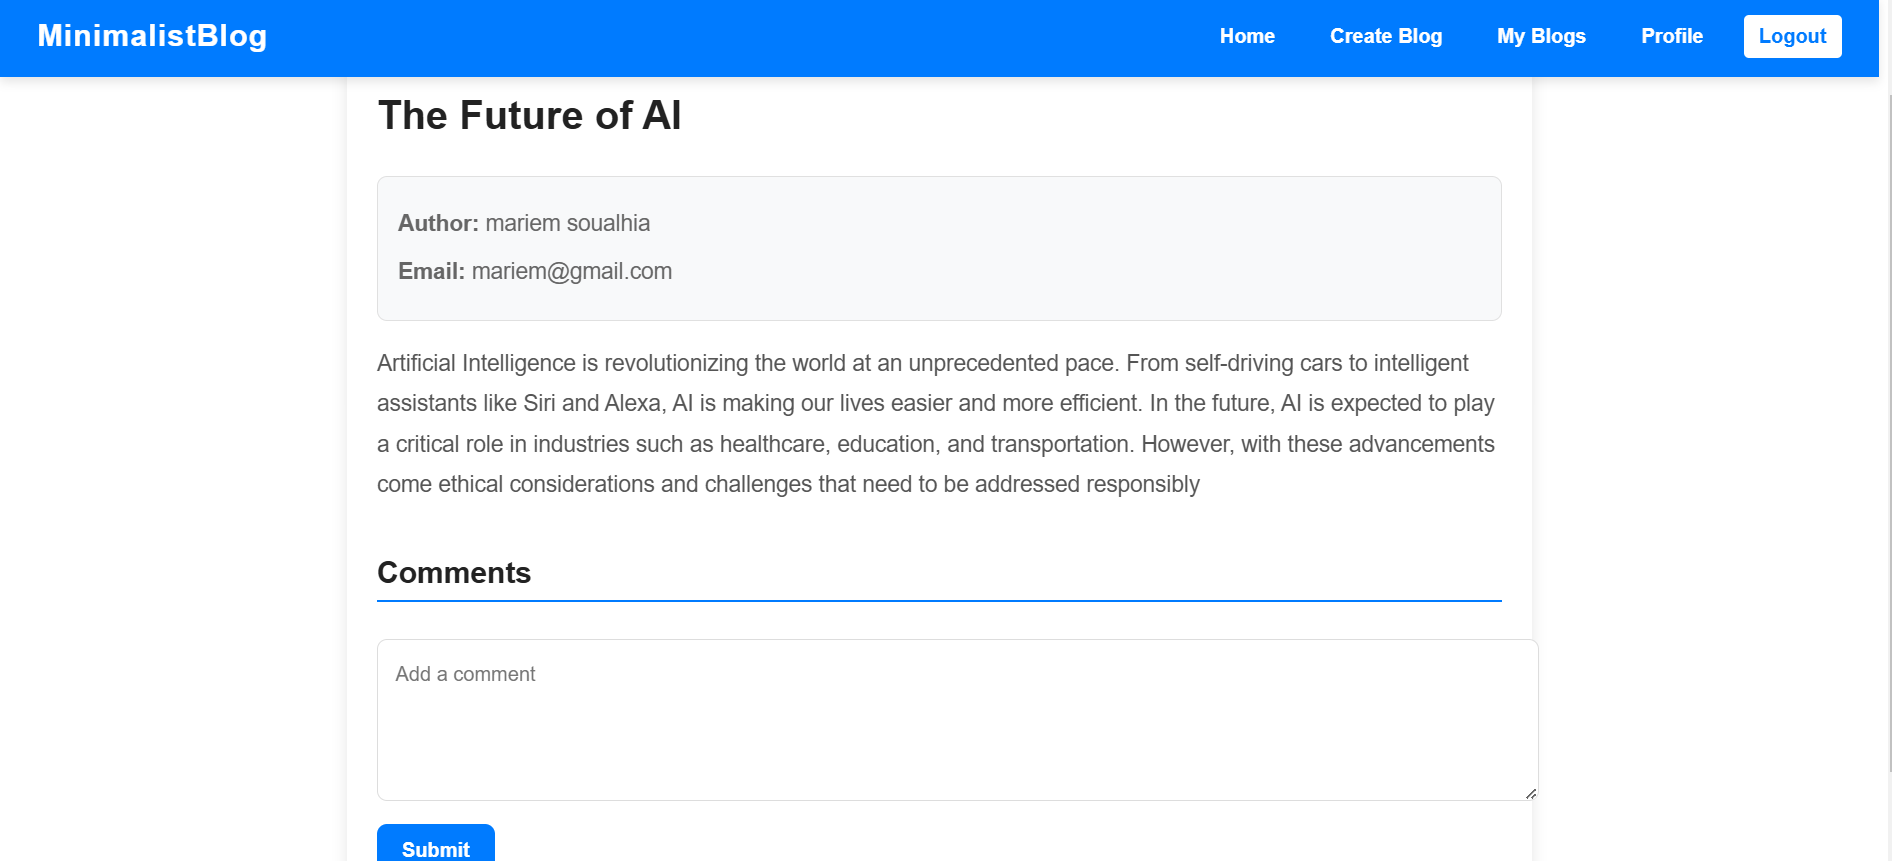 MinimalistBlog
Home
Create Blog
My Blogs
Profile
Logout
The Future of AI
Author: mariem soualhia
Email: mariem@gmail.com
Artificial Intelligence is revolutionizing the world at an unprecedented pace. From self-driving cars to intelligent
assistants like Siri and Alexa, AI is making our lives easier and more efficient. In the future, AI is expected to play
a critical role in industries such as healthcare, education, and transportation. However, with these advancements
come ethical considerations and challenges that need to be addressed responsibly
Comments
Add a comment
Submit